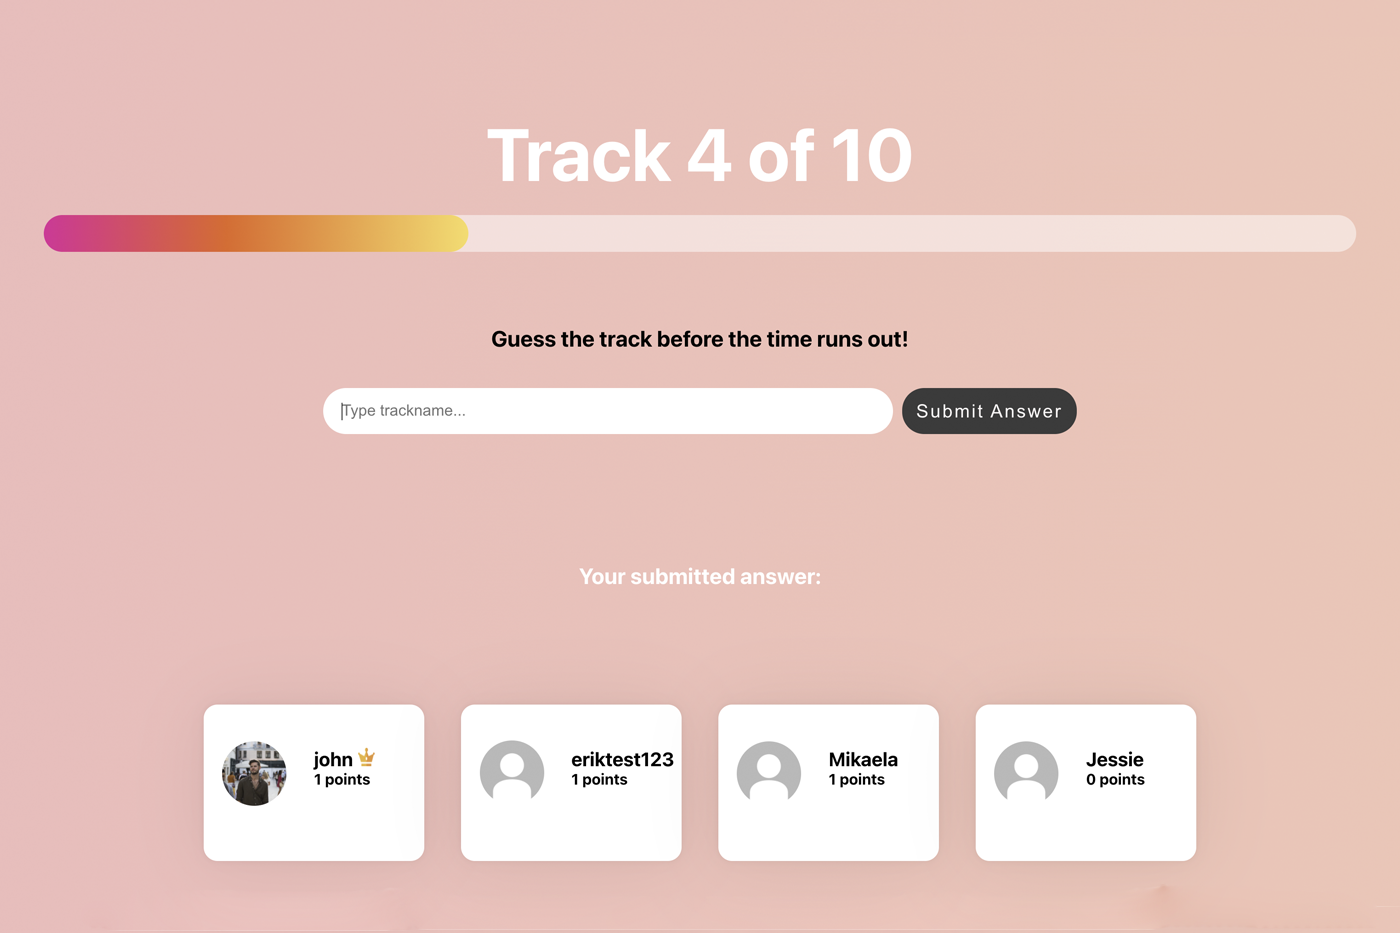 Track 4 of 10
Guess the track before the time runs out!
Type trackname...
Submit Answer
Your submitted answer:
john
1 points
eriktest123
1 points
Mikaela
1 points
Jessie
0 points